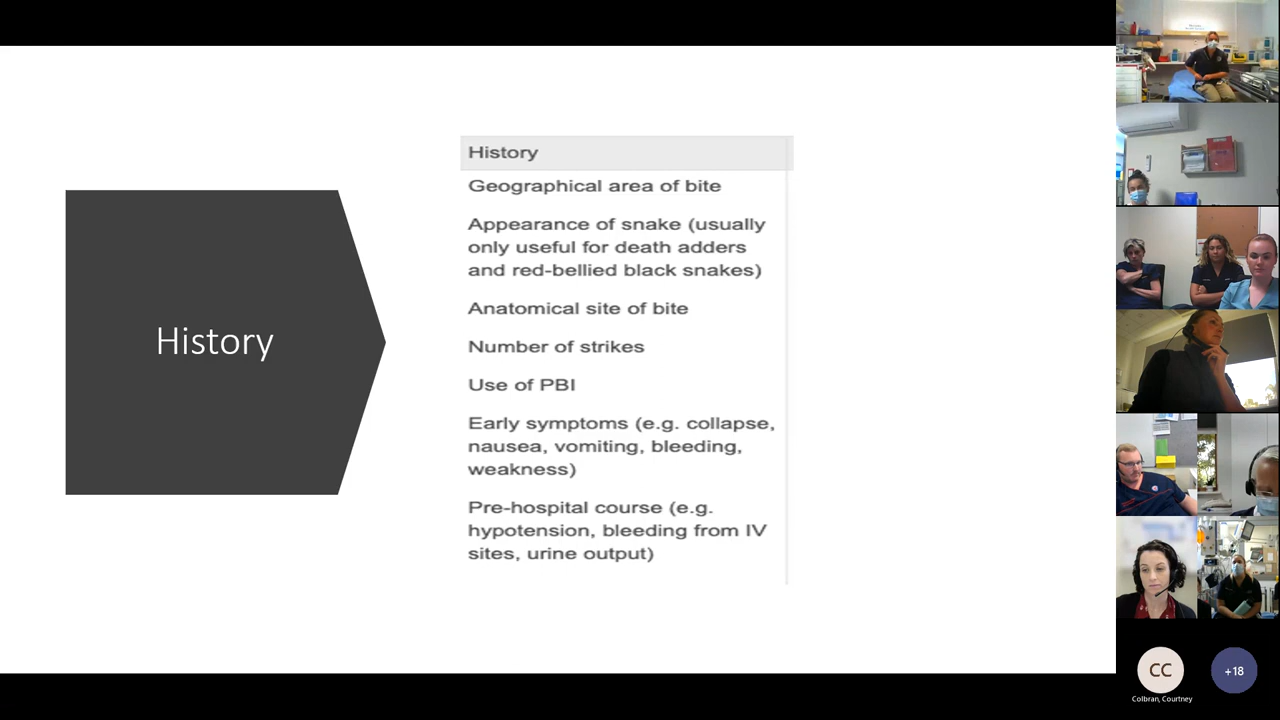 History
History
Geographical area of bite
Appearance of snake (usually
only useful for death adders
and red-bellied black snakes)
Anatomical site of bite
Number of strikes
Use of PBI
Early symptoms (e.g. collapse,
nausea, vomiting, bleeding,
weakness)
Pre-hospital course (e.g.
hypotension, bleeding from IV
sites, urine output)
CC
+18
Colbran, Courtney